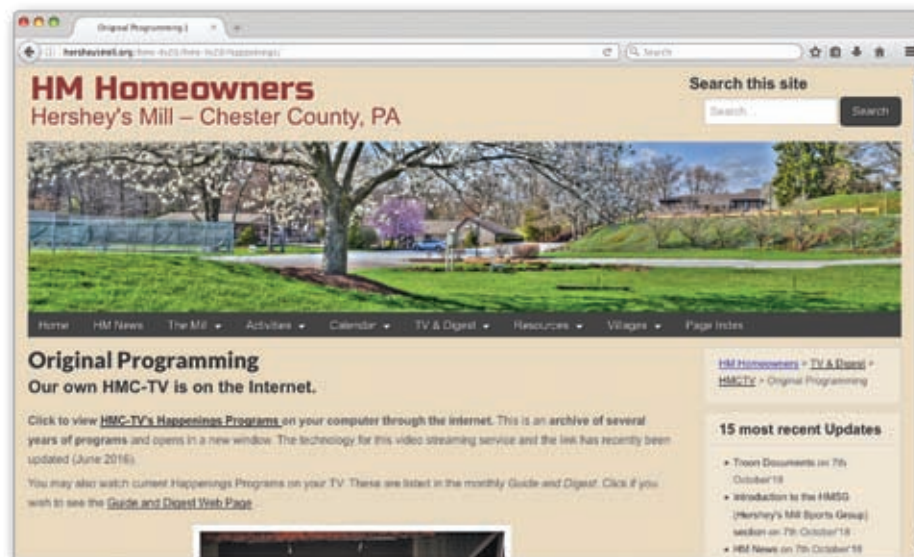 Original Programming |
hersheysmill.org
Search
HM Homeowners
Hershey's Mill – Chester County, PA
Search this site
Search...
Search
Home HM News The Mill Activities Calendar TV & Digest Resources Villages Page Index
Original Programming
Our own HMC-TV is on the Internet.
Click to view HMC-TV's Happenings Programs on your computer through the internet. This is an archive of several
years of programs and opens in a new window. The technology for this video streaming service and the link has recently been
updated (June 2016).
You may also watch current Happenings Programs on your TV. These are listed in the monthly Guide and Digest. Click if you
wish to see the Guide and Digest Web Page
HM Homeowners > TV & Digest >
HMCTV > Original Programming
15 most recent Updates
Troon Documents on 7th
October'18
Introduction to the HMSG
(Hershey's Mill Sports Group)
section on 7th October'18
HM News on 7th October'18